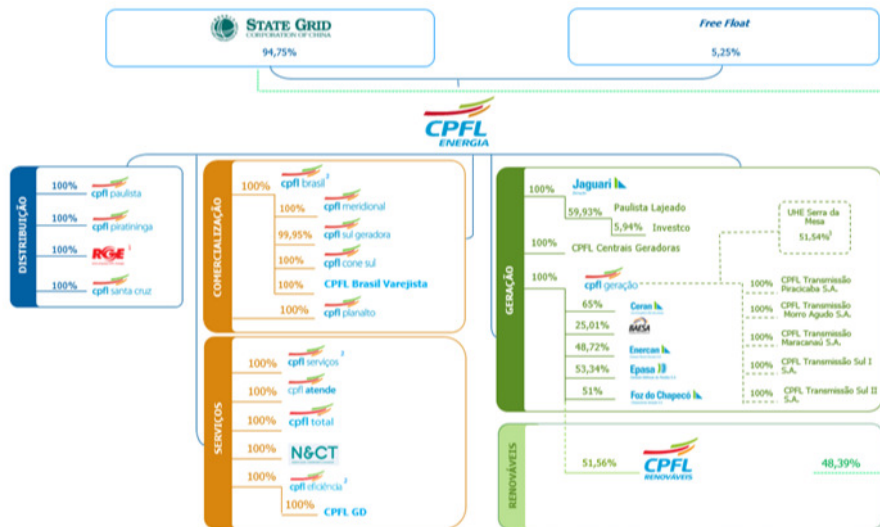 STATE GRID
CORPORATION OF CHINA
94,75%
Free Float
5,25%
CPFL
ENERGIA
DISTRIBUIÇÃO
100% cpfl paulista
100% cpfl piratininga
100% RGE 1
100% cpfl santa cruz
COMERCIALIZAÇÃO
100% cpfl brasil 2
100% cpfl meridional
99,95% cpfl sul geradora
100% cpfl cone sul
100% CPFL Brasil Varejista
100% cpfl planalto
SERVIÇOS
100% cpfl serviços 2
100% cpfl atende
100% cpfl total
100% N&CT
100% cpfl eficiência 2
100% CPFL GD
GERAÇÃO
100% Jaguari
59,93% Paulista Lajeado
5,94% Investco
100% CPFL Centrais Geradoras
100% cpfl geração
65% Ceran
25,01% BAESA
48,72% Enercan
53,34% Epasa
51% Foz do Chapecó
UHE Serra da
Mesa
51,54%
100% CPFL Transmissão
Piracicaba S.A.
100% CPFL Transmissão
Morro Agudo S.A.
100% CPFL Transmissão
Maracanaú S.A.
100% CPFL Transmissão Sul I
S.A.
100% CPFL Transmissão Sul II
S.A.
RENOVÁVEIS
51,56% CPFL
RENOVÁVEIS
48,39%